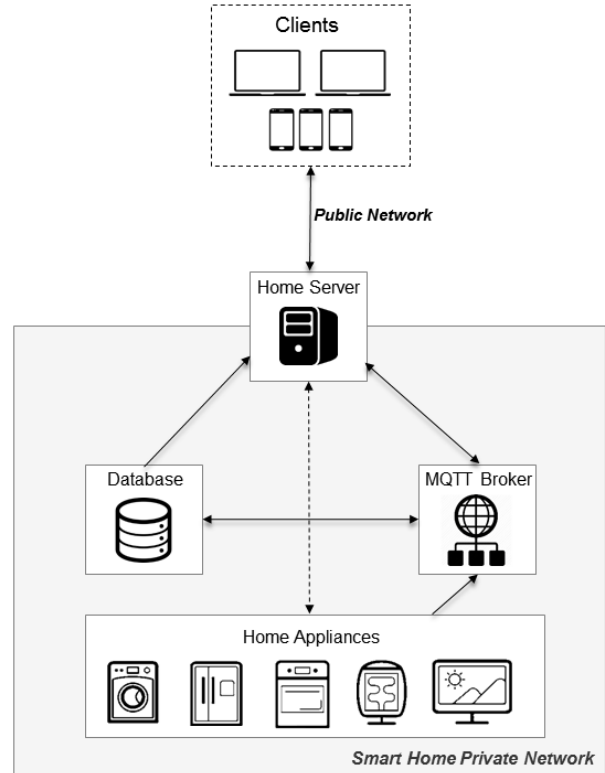 Clients
Public Network
Home Server
Database
MQTT Broker
Home Appliances
Smart Home Private Network